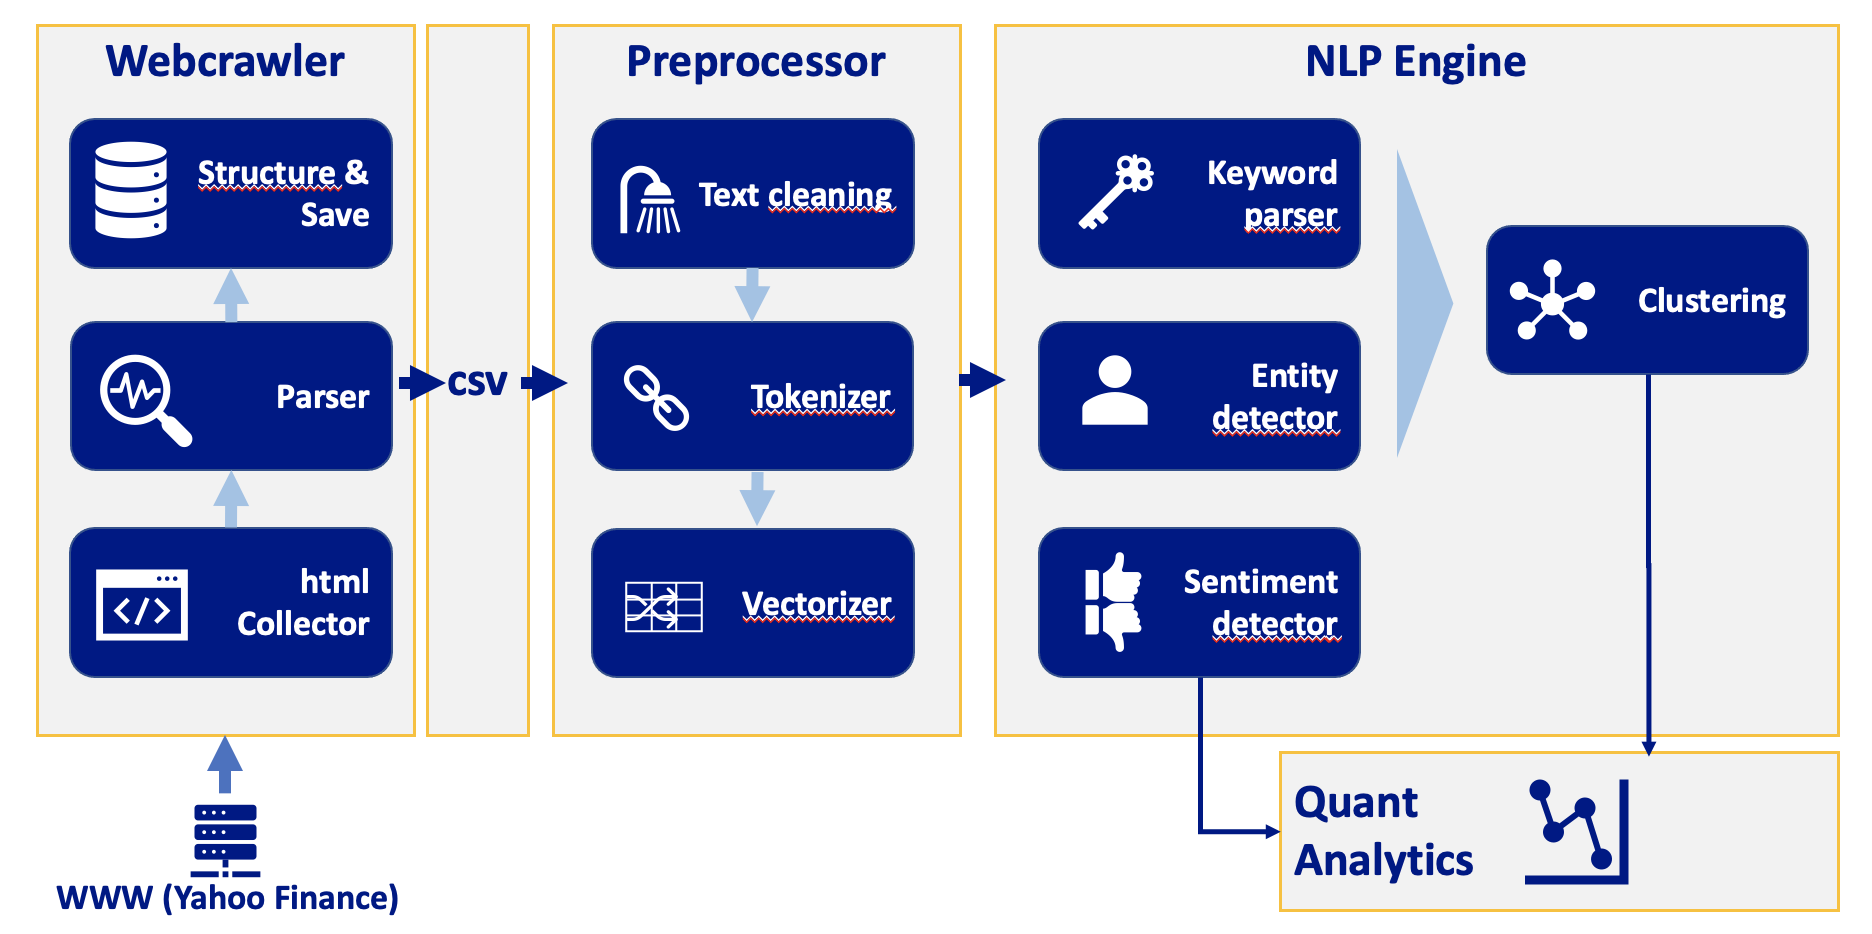 Webcrawler
Structure &
Save
Parser
html
Collector
WWW (Yahoo Finance)
CSV
Preprocessor
Text cleaning
Tokenizer
Vectorizer
NLP Engine
Keyword
parser
Entity
detector
Sentiment
detector
Clustering
Quant
Analytics